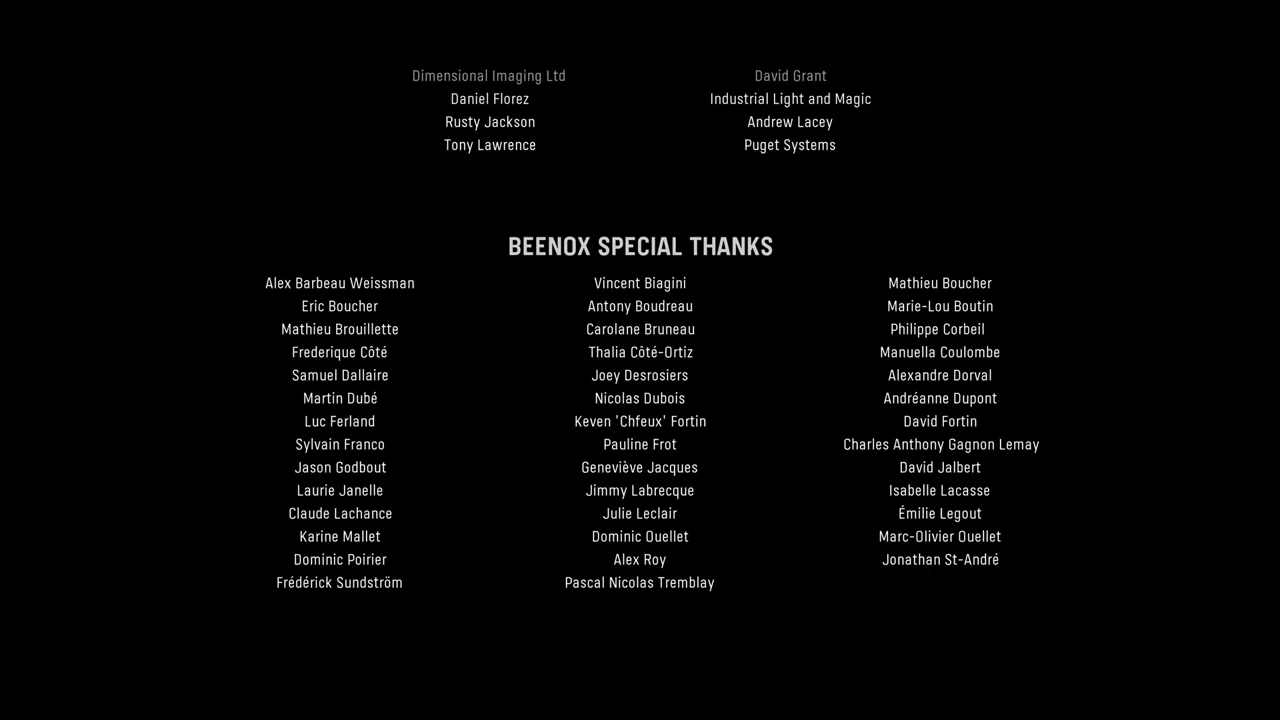 Dimensional Imaging Ltd David Grant
Daniel Florez Industrial Light and Magic
Rusty Jackson Andrew Lacey
Tony Lawrence Puget Systems
BEENOX SPECIAL THANKS
Alex Barbeau Weissman Vincent Biagini Mathieu Boucher
Eric Boucher Antony Boudreau Marie-Lou Boutin
Mathieu Brouillette Carolane Bruneau Philippe Corbeil
Frederique Côté Thalia Côté-Ortiz Manuella Coulombe
Samuel Dallaire Joey Desrosiers Alexandre Dorval
Martin Dubé Nicolas Dubois Andréanne Dupont
Luc Ferland Keven 'Chfeux' Fortin David Fortin
Sylvain Franco Pauline Frot Charles Anthony Gagnon Lemay
Jason Godbout Geneviève Jacques David Jalbert
Laurie Janelle Jimmy Labrecque Isabelle Lacasse
Claude Lachance Julie Leclair Émilie Legout
Karine Mallet Dominic Ouellet Marc-Olivier Ouellet
Dominic Poirier Alex Roy Jonathan St-André
Frédérick Sundström Pascal Nicolas Tremblay